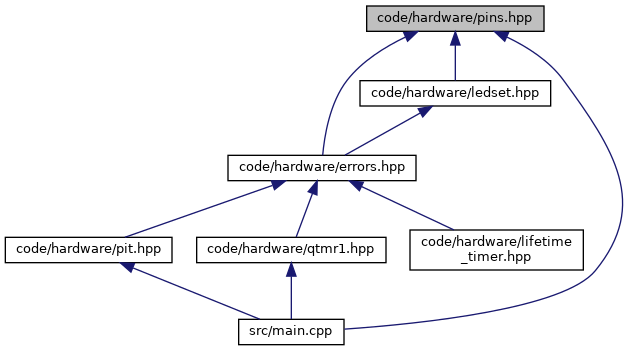 code/hardware/pins.hpp
code/hardware/ledset.hpp
code/hardware/errors.hpp
code/hardware/pit.hpp
code/hardware/qtmr1.hpp
code/hardware/lifetime
_timer.hpp
src/main.cpp